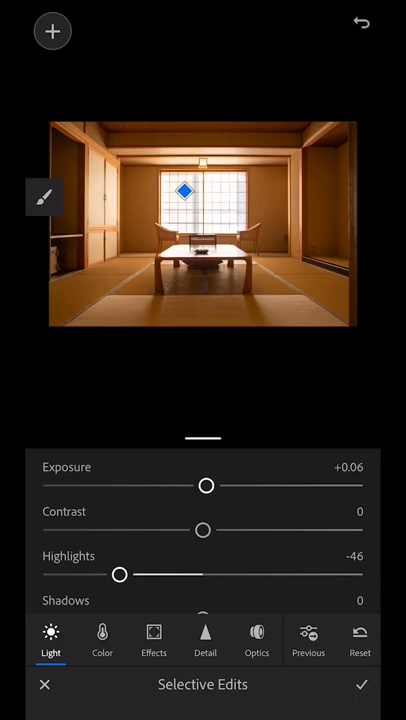 Exposure +0.06
Contrast 0
Highlights -46
Shadows 0
Light Color Effects Detail Optics Previous Reset
Selective Edits